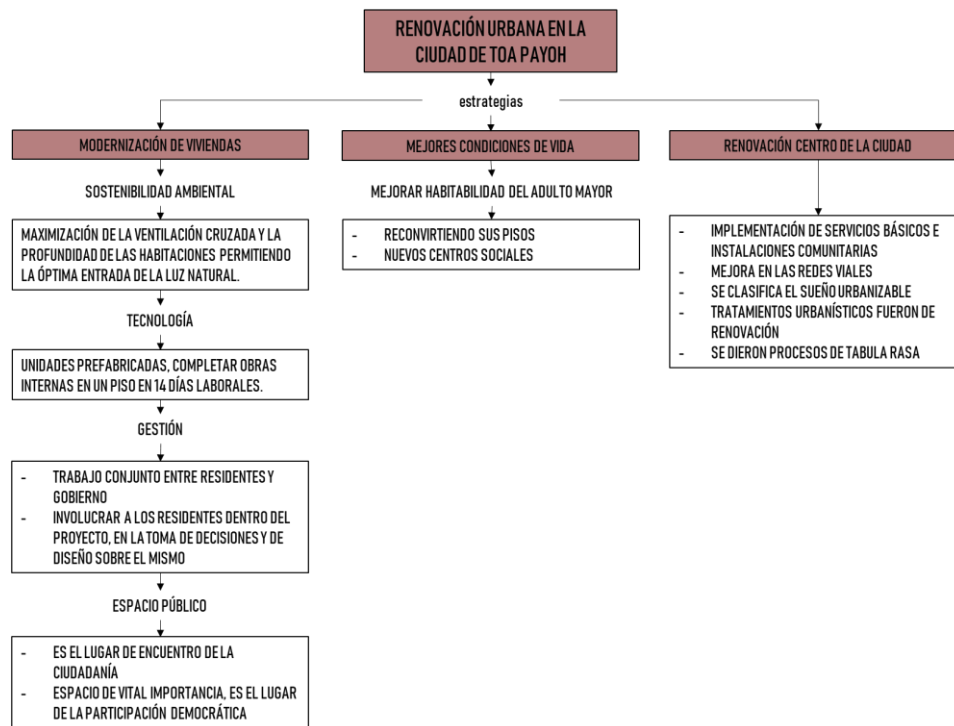 RENOVACIÓN URBANA EN LA
CIUDAD DE TOA PAYOH
estrategias
MODERNIZACIÓN DE VIVIENDAS
SOSTENIBILIDAD AMBIENTAL
MAXIMIZACIÓN DE LA VENTILACIÓN CRUZADA Y LA
PROFUNDIDAD DE LAS HABITACIONES PERMITIENDO
LA ÓPTIMA ENTRADA DE LA LUZ NATURAL.
TECNOLOGÍA
UNIDADES PREFABRICADAS, COMPLETAR OBRAS
INTERNAS EN UN PISO EN 14 DÍAS LABORALES.
GESTIÓN
- TRABAJO CONJUNTO ENTRE RESIDENTES Y
GOBIERNO
- INVOLUCRAR A LOS RESIDENTES DENTRO DEL
PROYECTO, EN LA TOMA DE DECISIONES Y DE
DISEÑO SOBRE EL MISMO
ESPACIO PÚBLICO
- ES EL LUGAR DE ENCUENTRO DE LA
CIUDADANÍA
- ESPACIO DE VITAL IMPORTANCIA, ES EL LUGAR
DE LA PARTICIPACIÓN DEMOCRÁTICA
MEJORES CONDICIONES DE VIDA
MEJORAR HABITABILIDAD DEL ADULTO MAYOR
- RECONVIRTIENDO SUS PISOS
- NUEVOS CENTROS SOCIALES
RENOVACIÓN CENTRO DE LA CIUDAD
- IMPLEMENTACIÓN DE SERVICIOS BÁSICOS E
INSTALACIONES COMUNITARIAS
- MEJORA EN LAS REDES VIALES
- SE CLASIFICA EL SUEÑO URBANIZABLE
- TRATAMIENTOS URBANÍSTICOS FUERON DE
RENOVACIÓN
- SE DIERON PROCESOS DE TABULA RASA